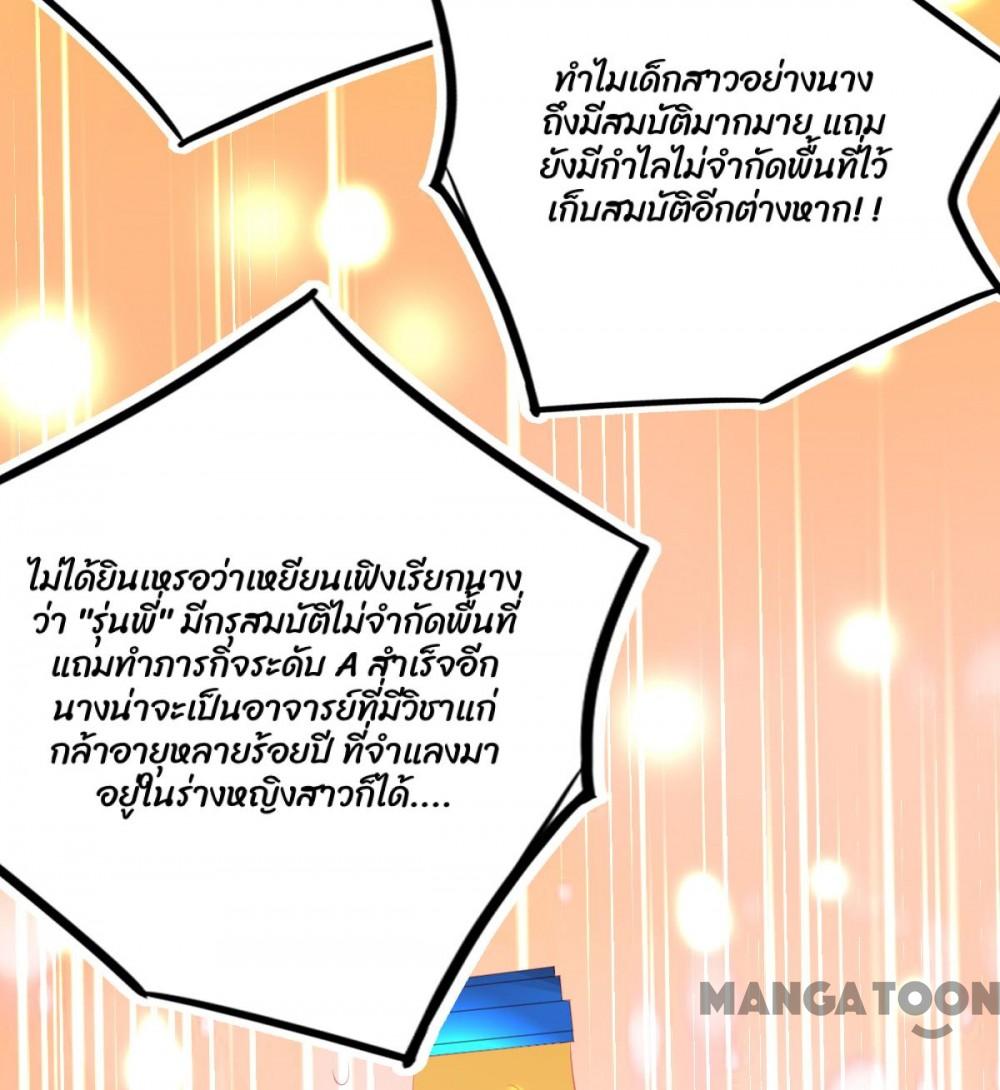 ทำไมเด็กสาวอย่างนาง
ถึงมีสมบัติมากมาย แถม
ยังมีกำไลไม่จำกัดพื้นที่ไว้
เก็บสมบัติอีกต่างหาก! !
ไม่ได้ยินเหรอว่าเหยียนเฟิงเรียกนาง
ว่า "รุ่นพี่" มีกรุสมบัติไม่จำกัดพื้นที่
แถมทำภารกิจระดับ A สำเร็จอีก
นางน่าจะเป็นอาจารย์ที่มีวิชาแก่
กล้าอายุหลายร้อยปี ที่จำแลงมา
อยู่ในร่างหญิงสาวก็ได้....
MANGATOON